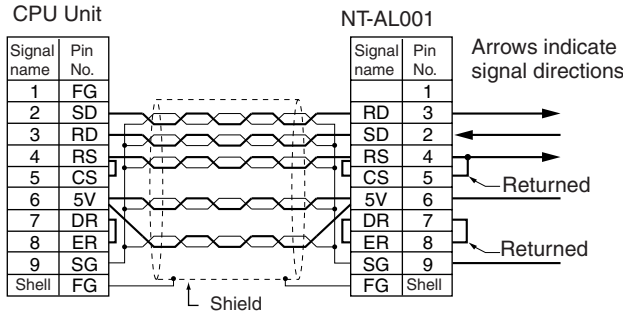 CPU Unit
NT-AL001
Signal name Pin No.
1 FG
2 SD
3 RD
4 RS
5 CS
6 5V
7 DR
8 ER
9 SG
Shell FG
Signal name Pin No.
1
RD 3
SD 2
RS 4
CS 5
5V 6
DR 7
ER 8
SG 9
FG Shell
Arrows indicate
signal directions
Returned
Returned
Shield